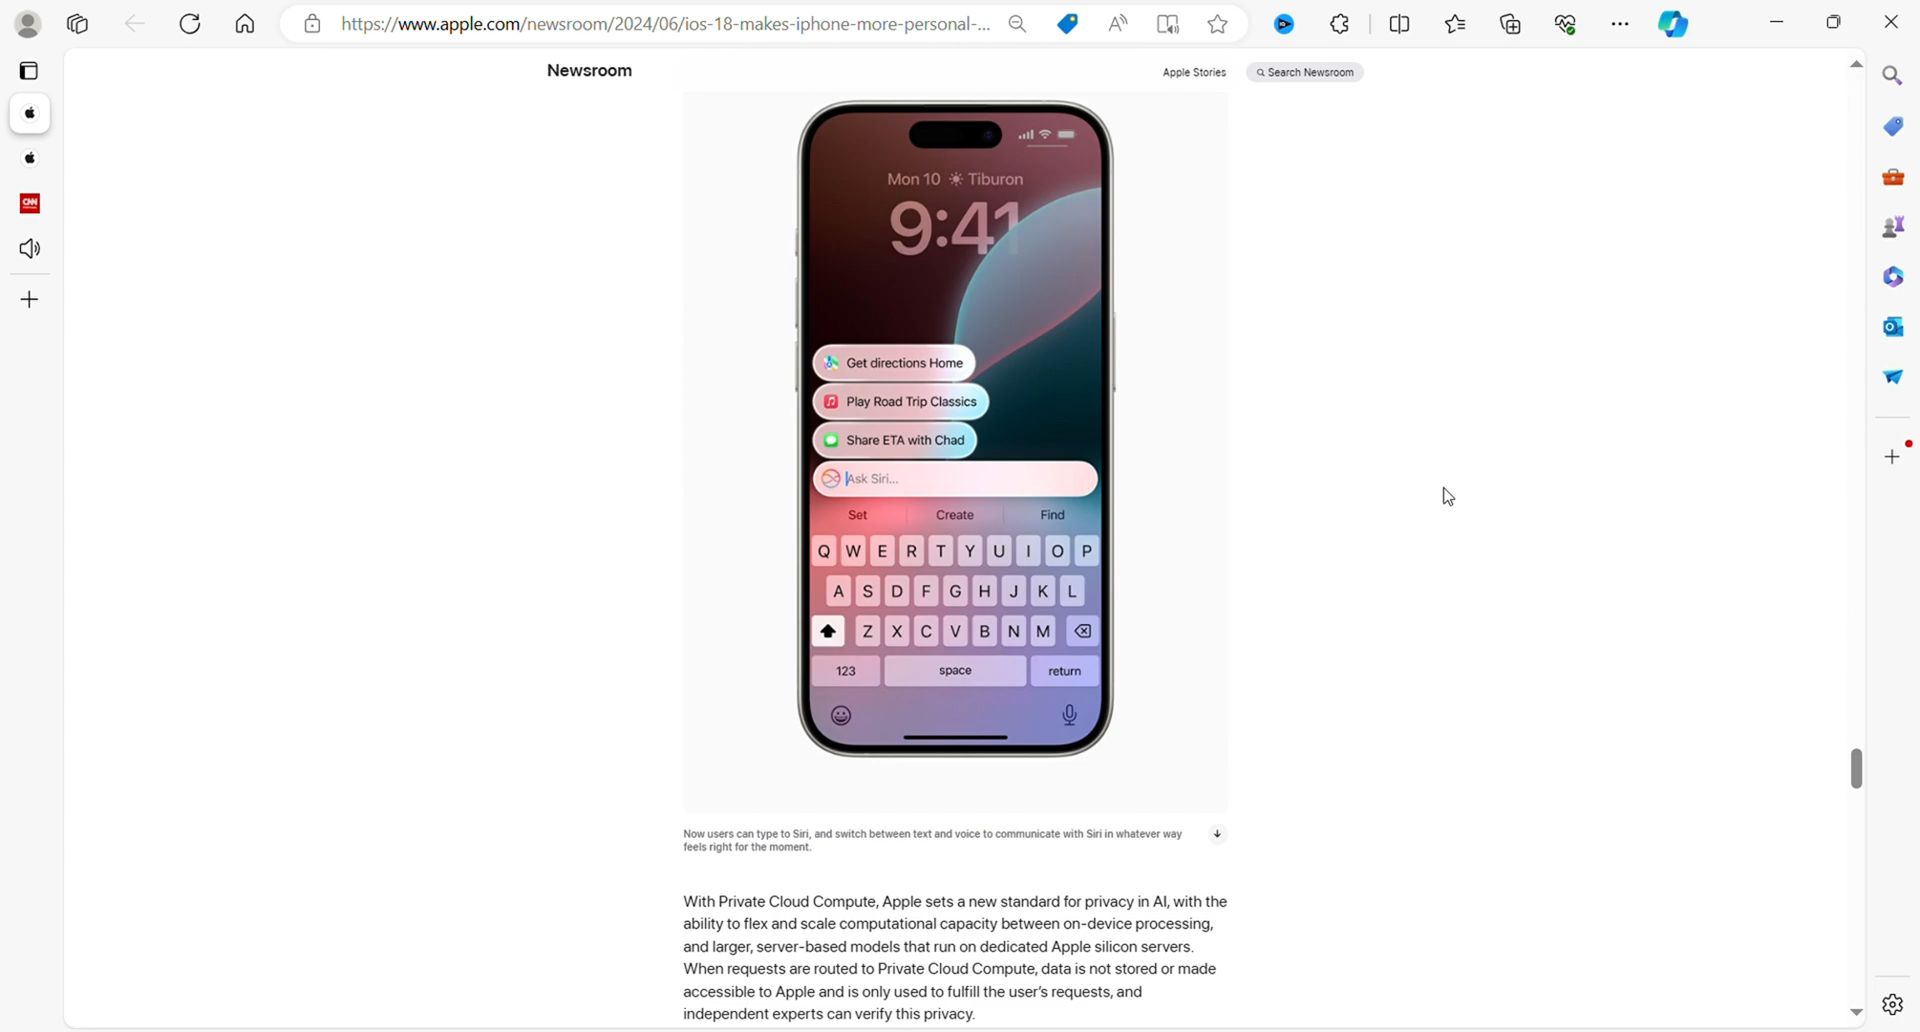 https://www.apple.com/newsroom/2024/06/ios-18-makes-iphone-more-personal-...
Newsroom
Apple Stories
Search Newsroom
CNN
Mon 10 Tiburon
9:41
Get directions Home
Play Road Trip Classics
Share ETA with Chad
Ask Siri...
Set Create Find
Q W E R T Y U I O P
A S D F G H J K L
Z X C V B N M
123 space return
Now users can type to Siri, and switch between text and voice to communicate with Siri in whatever way
feels right for the moment.
With Private Cloud Compute, Apple sets a new standard for privacy in AI, with the
ability to flex and scale computational capacity between on-device processing,
and larger, server-based models that run on dedicated Apple silicon servers.
When requests are routed to Private Cloud Compute, data is not stored or made
accessible to Apple and is only used to fulfill the user's requests, and
independent experts can verify this privacy.